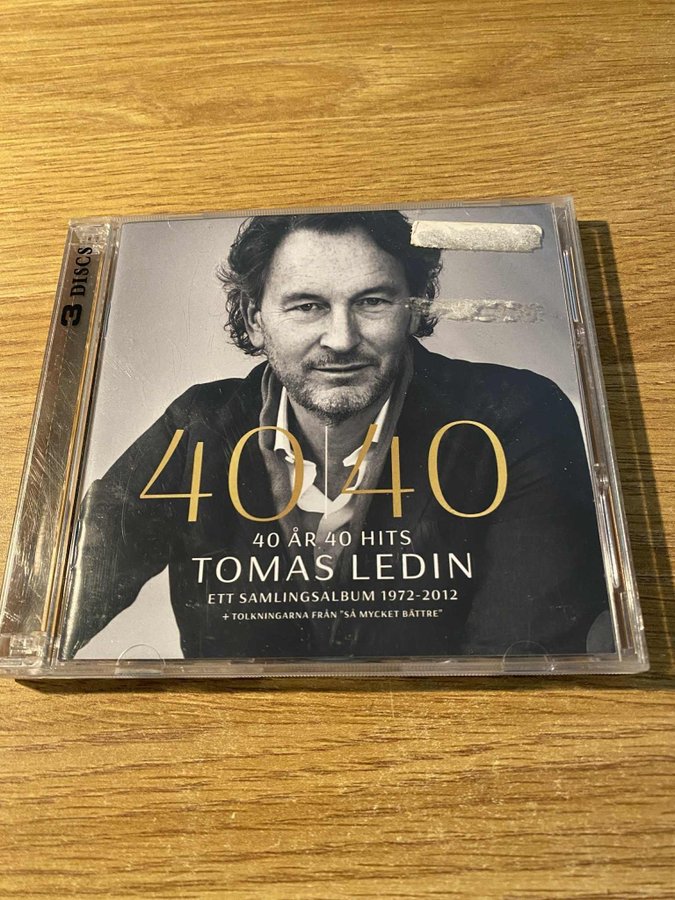 3 DISCS
40|40
40 ÅR 40 HITS
TOMAS LEDIN
ETT SAMLINGSALBUM 1972-2012
+ TOLKNINGARNA FRÅN "SÅ MYCKET BÄTTRE"